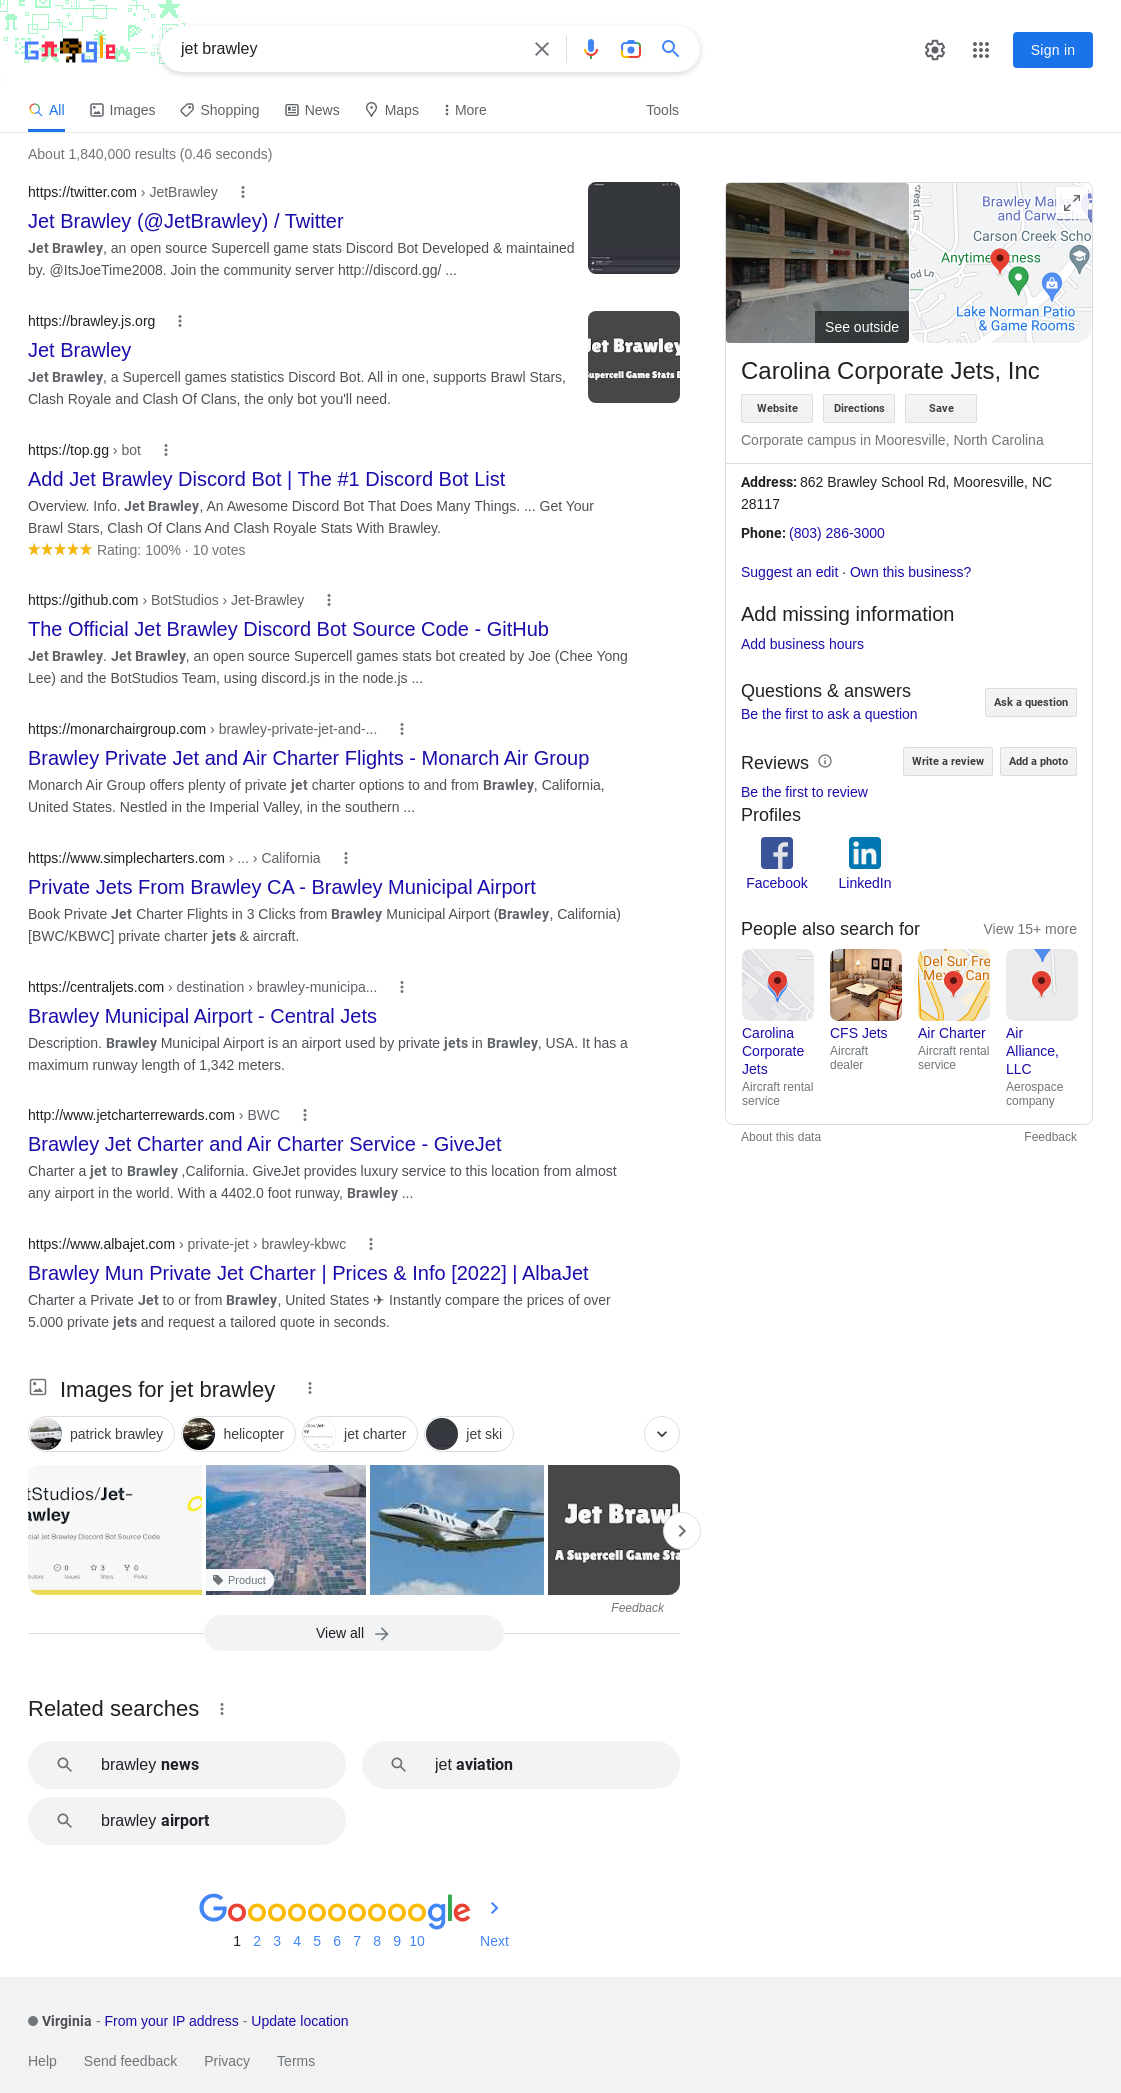 jet brawley
Sign in
All
Images
Shopping
News
Maps
More
Tools
About 1,840,000 results (0.46 seconds)
https://twitter.com › JetBrawley
Jet Brawley (@JetBrawley) / Twitter
Jet Brawley, an open source Supercell game stats Discord Bot Developed & maintained
by. @ItsJoeTime2008. Join the community server http://discord.gg/ ...
https://brawley.js.org
Jet Brawley
Jet Brawley, a Supercell games statistics Discord Bot. All in one, supports Brawl Stars,
Clash Royale and Clash Of Clans, the only bot you'll need.
Jet Brawley
Supercell Game Stats B
https://top.gg › bot
Add Jet Brawley Discord Bot | The #1 Discord Bot List
Overview. Info. Jet Brawley, An Awesome Discord Bot That Does Many Things. ... Get Your
Brawl Stars, Clash Of Clans And Clash Royale Stats With Brawley.
Rating: 100% · 10 votes
https://github.com › BotStudios › Jet-Brawley
The Official Jet Brawley Discord Bot Source Code - GitHub
Jet Brawley. Jet Brawley, an open source Supercell games stats bot created by Joe (Chee Yong
Lee) and the BotStudios Team, using discord.js in the node.js ...
https://monarchairgroup.com › brawley-private-jet-and-...
Brawley Private Jet and Air Charter Flights - Monarch Air Group
Monarch Air Group offers plenty of private jet charter options to and from Brawley, California,
United States. Nestled in the Imperial Valley, in the southern ...
https://www.simplecharters.com › ... › California
Private Jets From Brawley CA - Brawley Municipal Airport
Book Private Jet Charter Flights in 3 Clicks from Brawley Municipal Airport (Brawley, California)
[BWC/KBWC] private charter jets & aircraft.
https://centraljets.com › destination › brawley-municipa...
Brawley Municipal Airport - Central Jets
Description. Brawley Municipal Airport is an airport used by private jets in Brawley, USA. It has a
maximum runway length of 1,342 meters.
http://www.jetcharterrewards.com › BWC
Brawley Jet Charter and Air Charter Service - GiveJet
Charter a jet to Brawley ,California. GiveJet provides luxury service to this location from almost
any airport in the world. With a 4402.0 foot runway, Brawley ...
https://www.albajet.com › private-jet › brawley-kbwc
Brawley Mun Private Jet Charter | Prices & Info [2022] | AlbaJet
Charter a Private Jet to or from Brawley, United States ✈ Instantly compare the prices of over
5.000 private jets and request a tailored quote in seconds.
Images for jet brawley
patrick brawley
helicopter
jet charter
jet ski
tStudios/Jet-
awley
cial Jet Brawley Discord Bot Source Code
0
3
0
Issues
Stars
Forks
Product
Jet Brawl
A Supercell Game Sta
Feedback
View all
Related searches
brawley news
jet aviation
brawley airport
Goooooooooogle
1 2 3 4 5 6 7 8 9 10
Next
See outside
crest Ln
Brawley Mark
and Carwash
Carson Creek Scho
Anytime Fitness
od Ln
Lake Norman Patio
& Game Rooms
Carolina Corporate Jets, Inc
Website
Directions
Save
Corporate campus in Mooresville, North Carolina
Address: 862 Brawley School Rd, Mooresville, NC
28117
Phone: (803) 286-3000
Suggest an edit · Own this business?
Add missing information
Add business hours
Questions & answers
Be the first to ask a question
Ask a question
Reviews
Write a review
Add a photo
Be the first to review
Profiles
Facebook
LinkedIn
People also search for
View 15+ more
Del Sur Fre
Mex Can
Carolina
Corporate
Jets
Aircraft rental
service
CFS Jets
Aircraft
dealer
Air Charter
Aircraft rental
service
Air
Alliance,
LLC
Aerospace
company
About this data
Feedback
Virginia - From your IP address - Update location
Help
Send feedback
Privacy
Terms